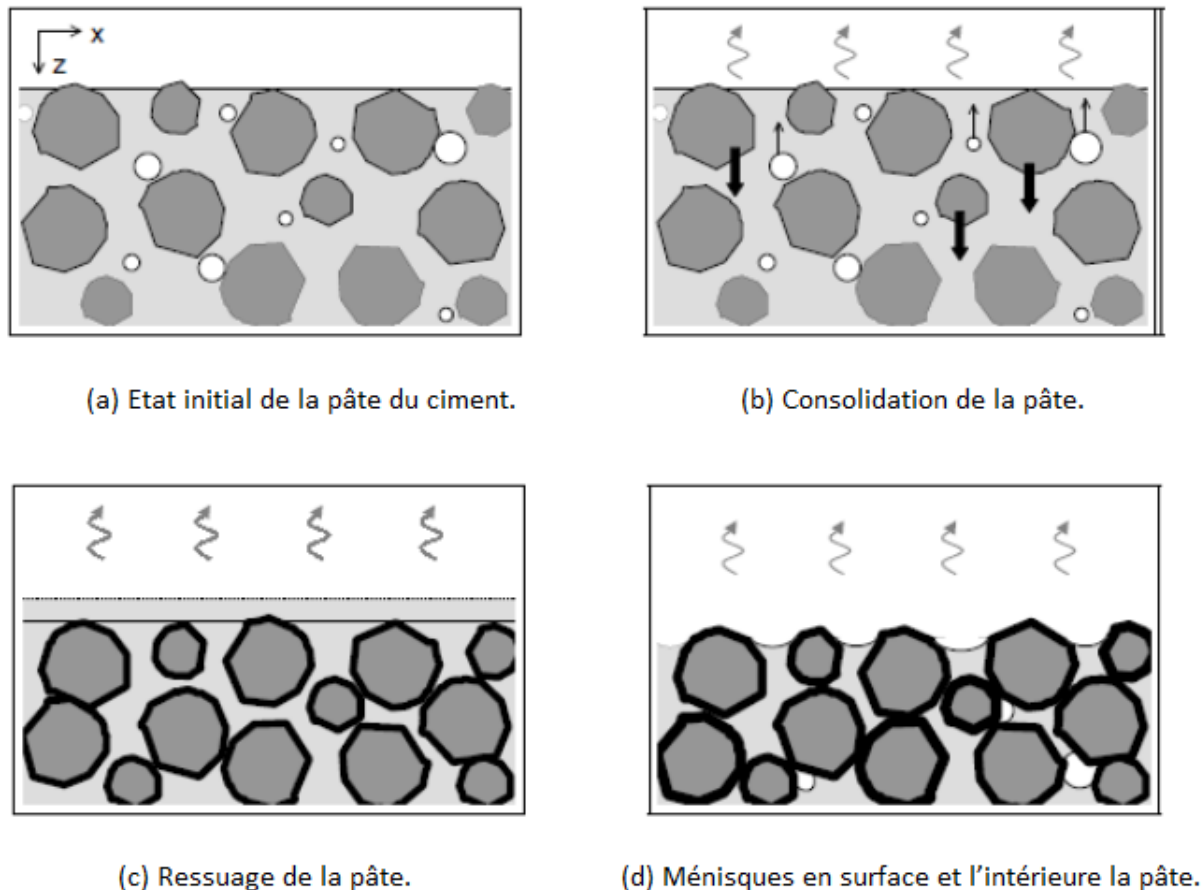 x
z
(a) Etat initial de la pâte du ciment.
(b) Consolidation de la pâte.
(c) Ressuage de la pâte.
(d) Ménisques en surface et l’intérieure la pâte.